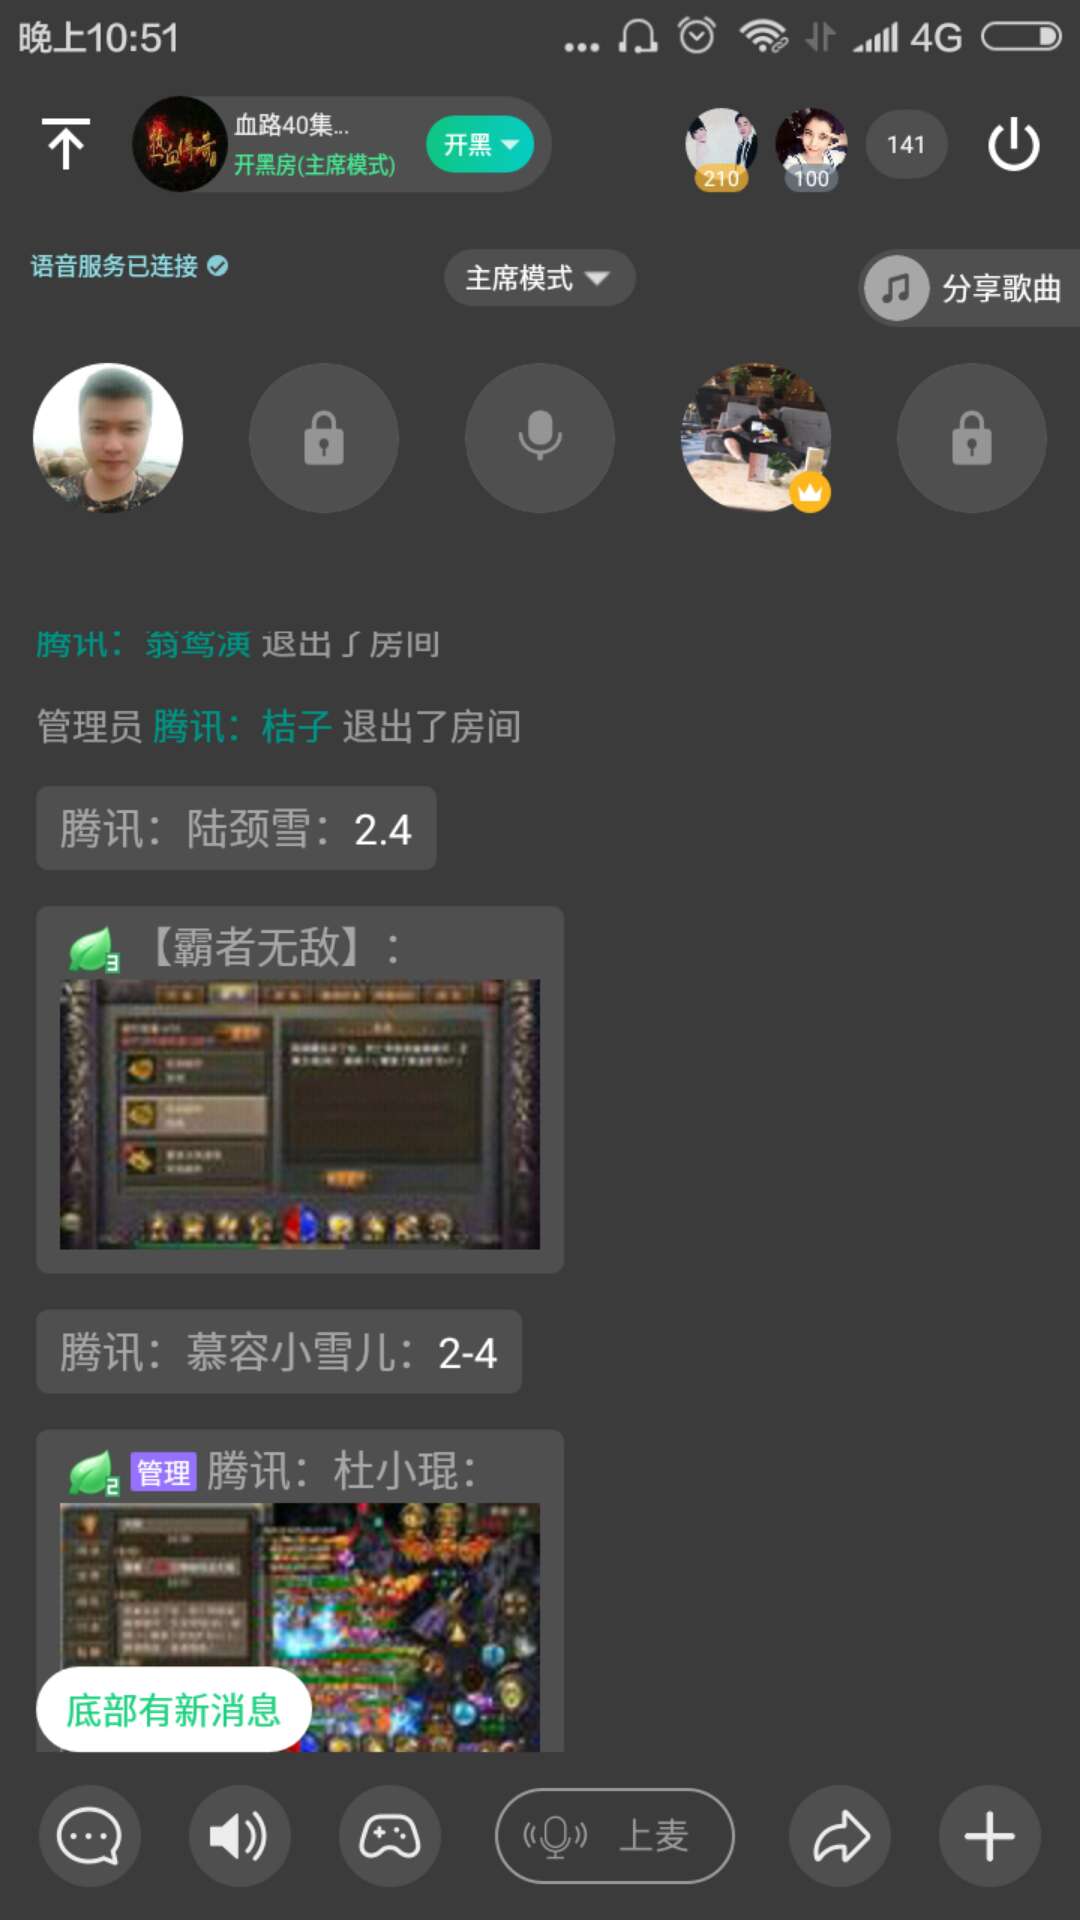 晚上10:51
4G
血路40集...
开黑房(主席模式)
开黑
210
100
141
语音服务已连接
主席模式
分享歌曲
腾讯：翁鸳演 退出了房间
管理员 腾讯：桔子 退出了房间
腾讯：陆颈雪：2.4
3 【霸者无敌】：
腾讯：慕容小雪儿：2-4
2 管理 腾讯：杜小琨：
底部有新消息
上麦